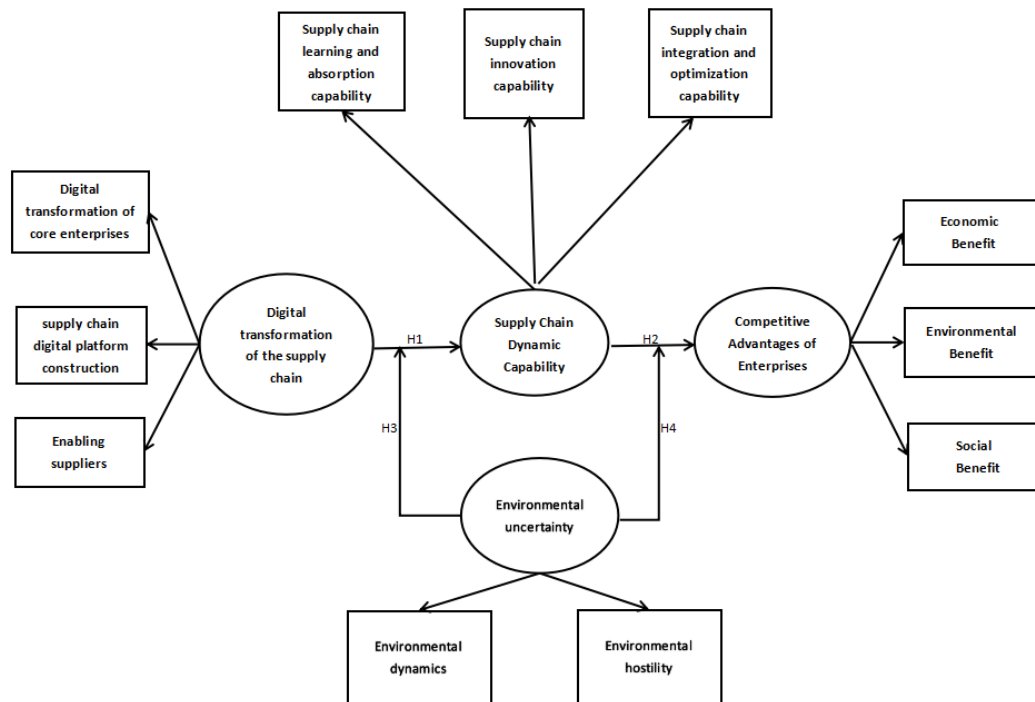 Supply chain
learning and
absorption
capability
Supply chain
innovation
capability
Supply chain
integration and
optimization
capability
Digital
transformation of
core enterprises
supply chain
digital platform
construction
Enabling
suppliers
Digital
transformation
of the supply
chain
H1
Supply Chain
Dynamic
Capability
H2
Competitive
Advantages of
Enterprises
Economic
Benefit
Environmental
Benefit
Social
Benefit
H3
H4
Environmental
uncertainty
Environmental
dynamics
Environmental
hostility